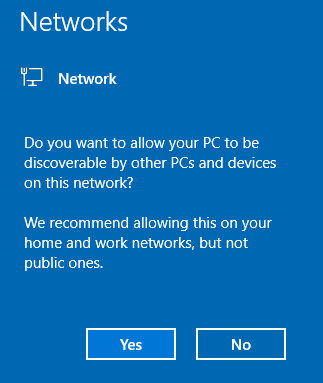 Networks
Network
Do you want to allow your PC to be
discoverable by other PCs and devices
on this network?
We recommend allowing this on your
home and work networks, but not
public ones.
Yes
No